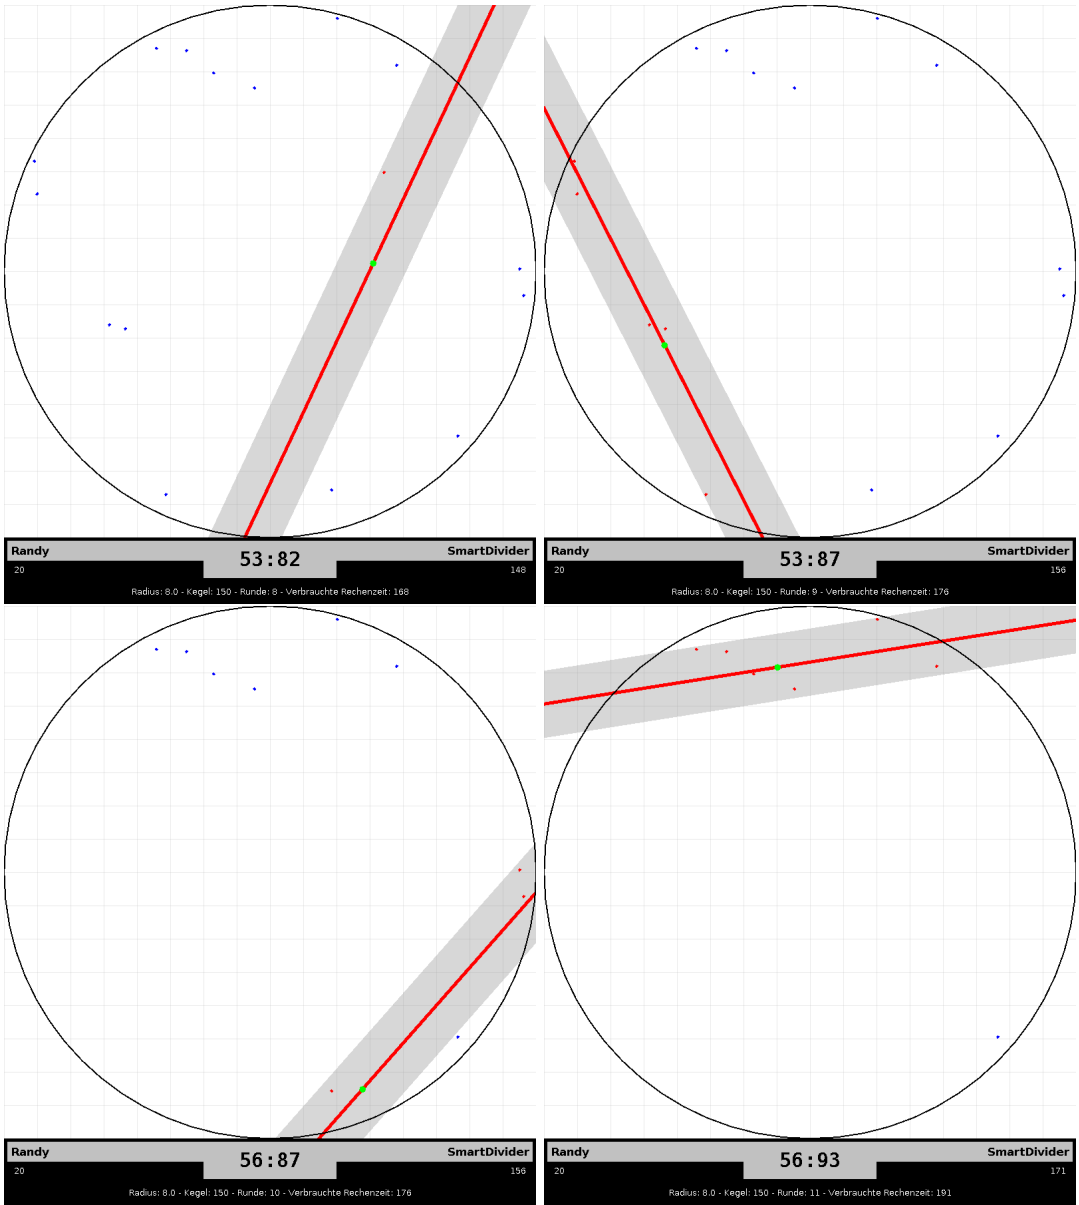 Randy 53:82 SmartDivider
20 148
Radius: 8.0 - Kegel: 150 - Runde: 8 - Verbrauchte Rechenzeit: 168
Randy 53:87 SmartDivider
20 156
Radius: 8.0 - Kegel: 150 - Runde: 9 - Verbrauchte Rechenzeit: 176
Randy 56:87 SmartDivider
20 156
Radius: 8.0 - Kegel: 150 - Runde: 10 - Verbrauchte Rechenzeit: 176
Randy 56:93 SmartDivider
20 171
Radius: 8.0 - Kegel: 150 - Runde: 11 - Verbrauchte Rechenzeit: 191